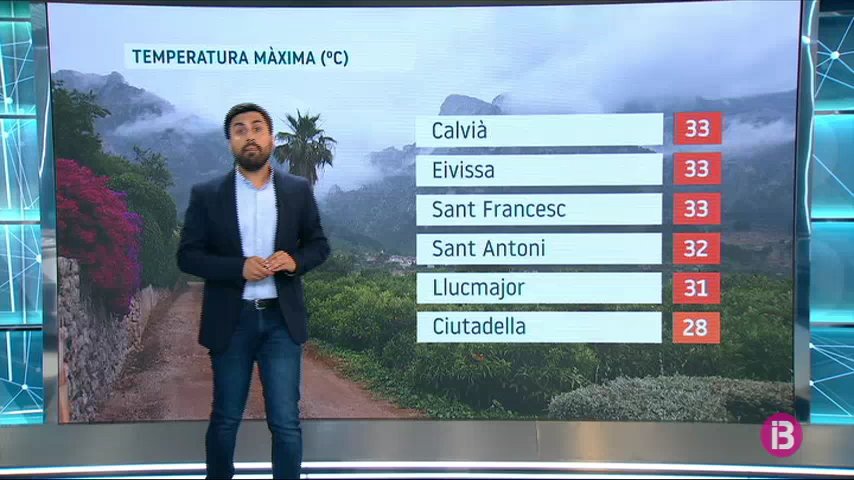 TEMPERATURA MÀXIMA (ºC)
Calvià 33
Eivissa 33
Sant Francesc 33
Sant Antoni 32
Llucmajor 31
Ciutadella 28
iB